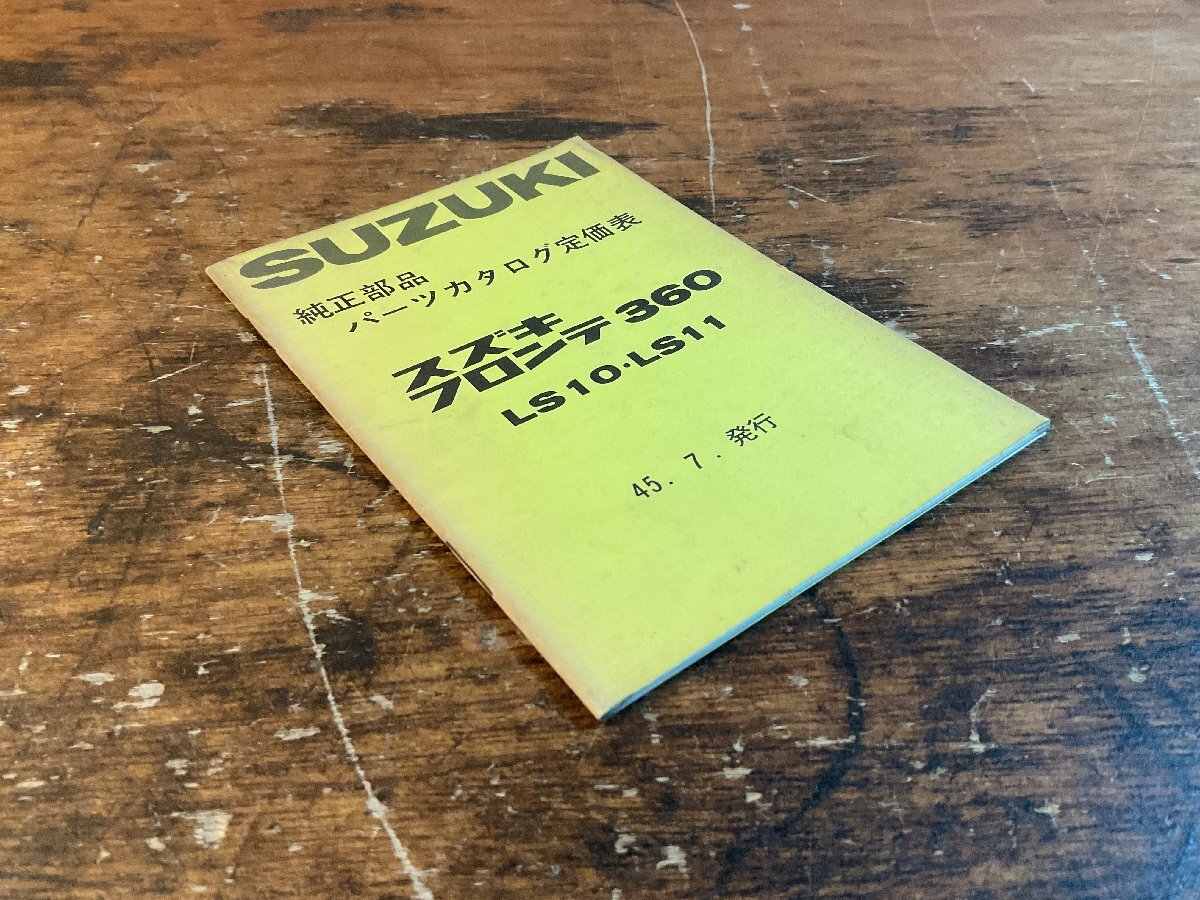 SUZUKI
純正部品
パーツカタログ定価表
スズキ
フロンテ360
LS10·LS11
45. 7. 発行